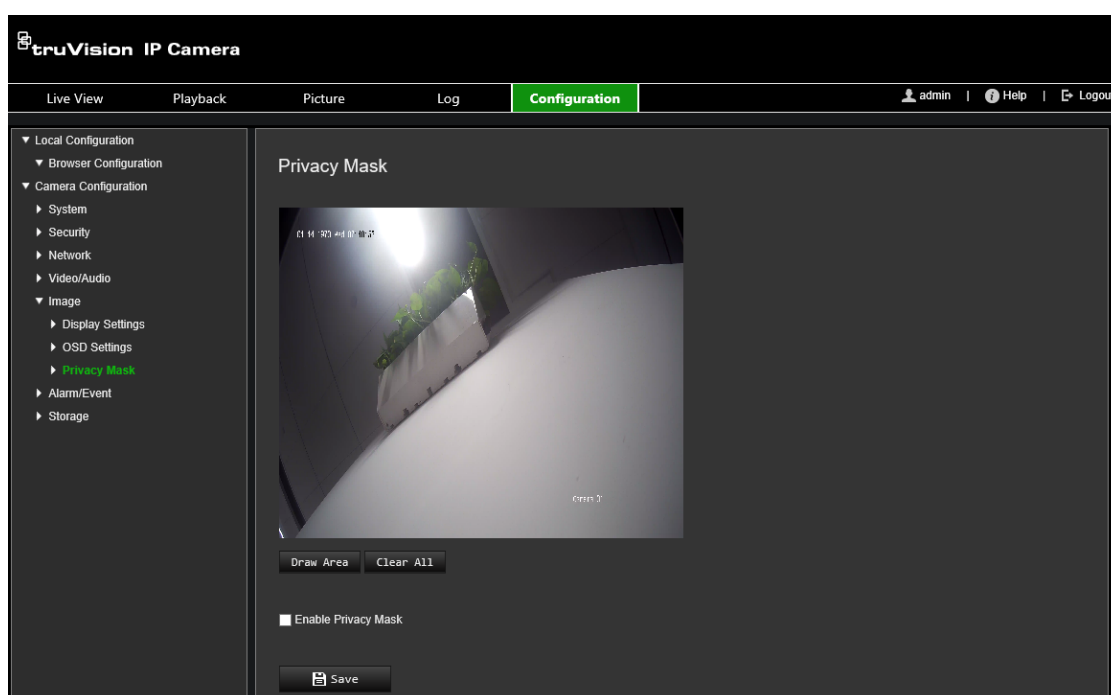 truVision IP Camera
Live View Playback Picture Log Configuration admin | Help | Logou
Local Configuration
Browser Configuration
Camera Configuration
System
Security
Network
Video/Audio
Image
Display Settings
OSD Settings
Privacy Mask
Alarm/Event
Storage
Privacy Mask
Camera 01
Draw Area Clear All
Enable Privacy Mask
Save